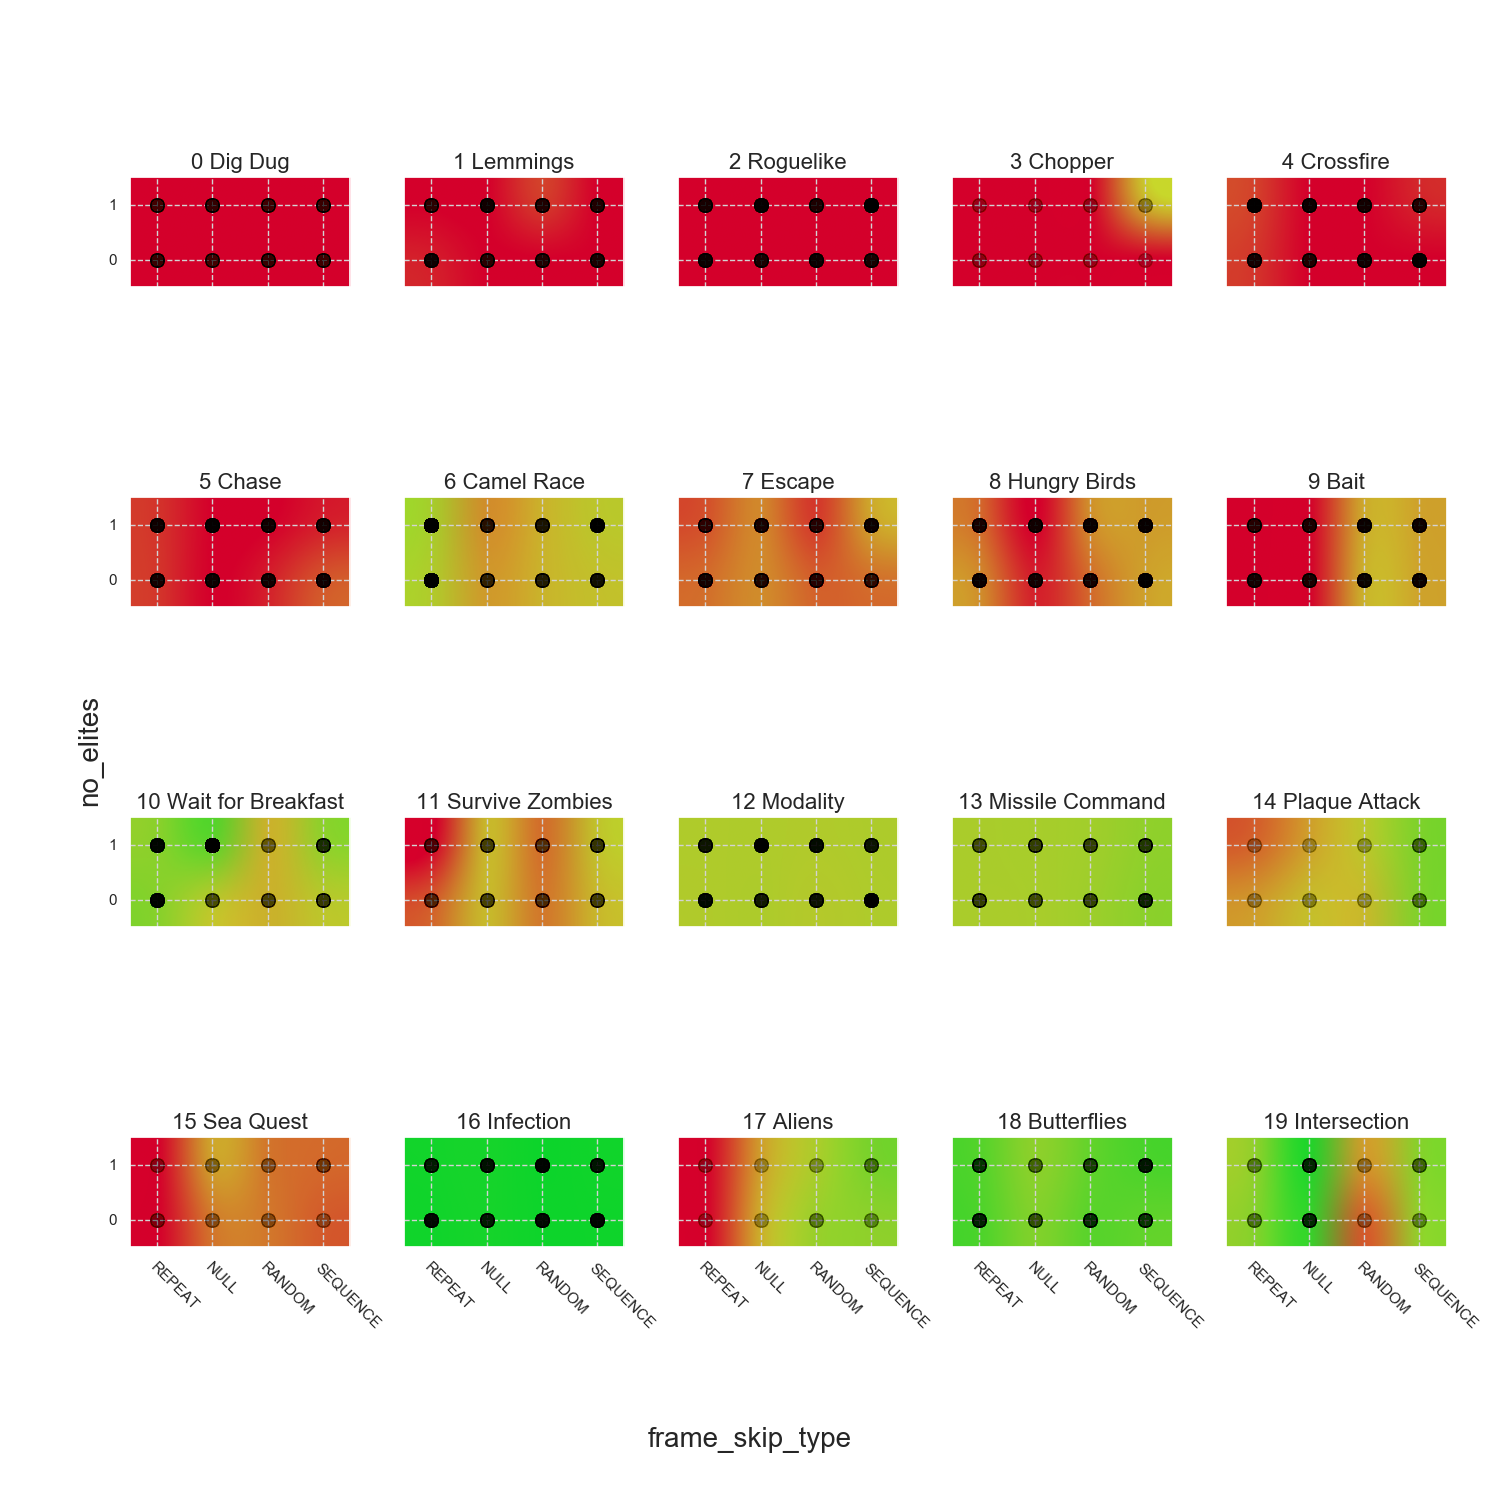 0 Dig Dug
1 Lemmings
2 Roguelike
3 Chopper
4 Crossfire
1
0
5 Chase
6 Camel Race
7 Escape
8 Hungry Birds
9 Bait
1
0
no_elites
10 Wait for Breakfast
11 Survive Zombies
12 Modality
13 Missile Command
14 Plaque Attack
1
0
15 Sea Quest
16 Infection
17 Aliens
18 Butterflies
19 Intersection
1
0
REPEAT
NULL
RANDOM
SEQUENCE
REPEAT
NULL
RANDOM
SEQUENCE
REPEAT
NULL
RANDOM
SEQUENCE
REPEAT
NULL
RANDOM
SEQUENCE
REPEAT
NULL
RANDOM
SEQUENCE
frame_skip_type